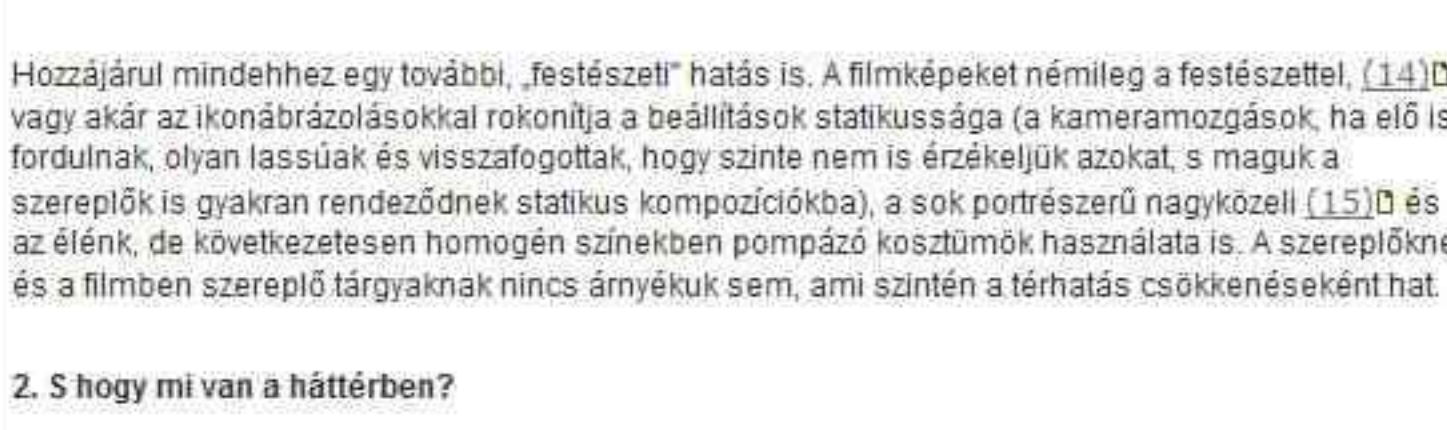 Hozzájárul mindehhez egy további, „festészeti" hatás is. A filmképeket némileg a festészettel, (14)
vagy akár az ikonábrázolásokkal rokonítja a beállítások statikussága (a kameramozgások, ha elő is
fordulnak, olyan lassúak és visszafogottak, hogy szinte nem is érzékeljük azokat, s maguk a
szereplők is gyakran rendeződnek statikus kompozíciókba), a sok portrészerű nagyközeli (15) és
az élénk, de következetesen homogén színekben pompázó kosztümök használata is. A szereplőkne
és a filmben szereplő tárgyaknak nincs árnyékuk sem, ami szintén a térhatás csökkenéseként hat.
2. S hogy mi van a háttérben?